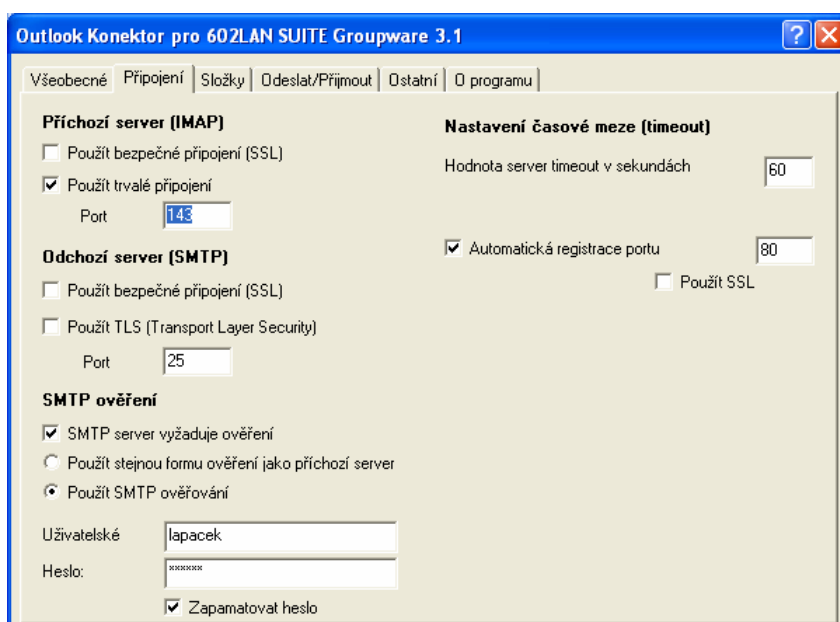 Outlook Konektor pro 602LAN SUITE Groupware 3.1
Všeobecné Připojení Složky Odeslat/Přijmout Ostatní O programu
Příchozí server (IMAP)
Použít bezpečné připojení (SSL)
Použít trvalé připojení
Port 143
Odchozí server (SMTP)
Použít bezpečné připojení (SSL)
Použít TLS (Transport Layer Security)
Port 25
SMTP ověření
SMTP server vyžaduje ověření
Použít stejnou formu ověření jako příchozí server
Použít SMTP ověřování
Uživatelské lapacek
Heslo: ××××××
Zapamatovat heslo
Nastavení časové meze (timeout)
Hodnota server timeout v sekundách 60
Automatická registrace portu 80
Použít SSL